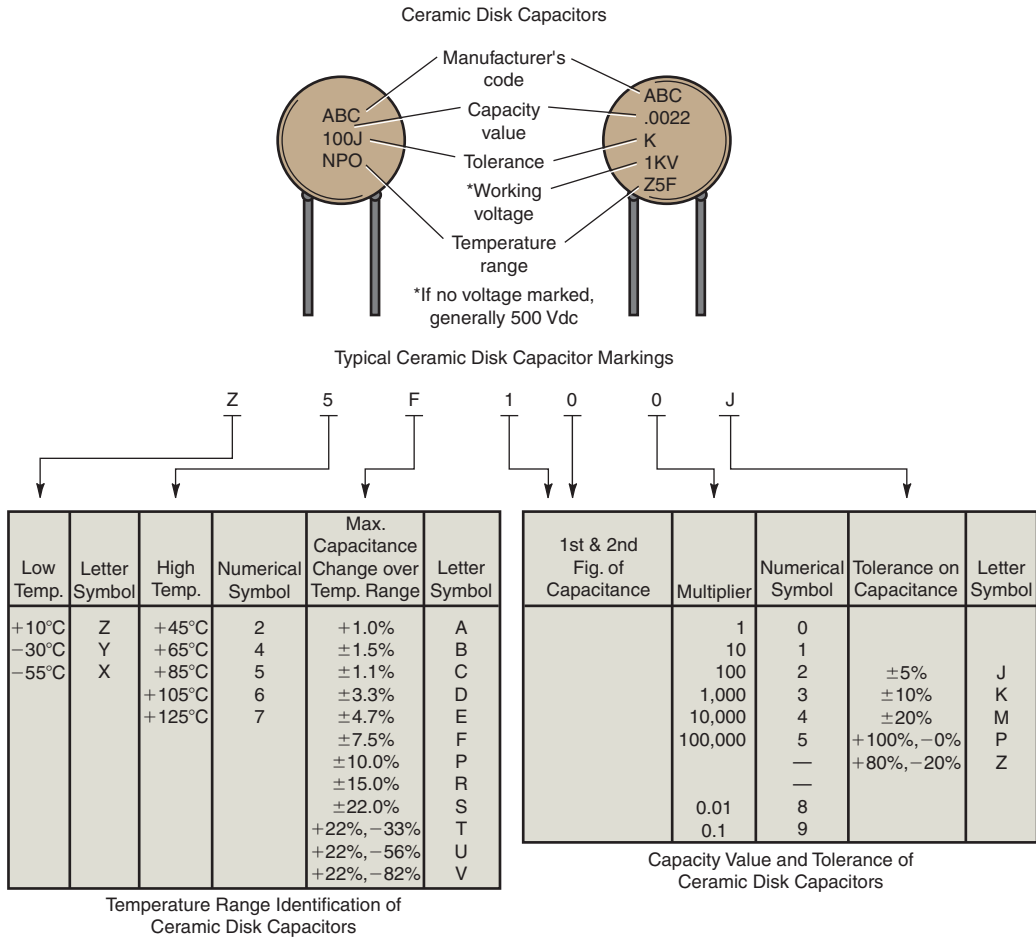 Ceramic Disk Capacitors
Manufacturer's
code
Capacity
value
Tolerance
*Working
voltage
Temperature
range
*If no voltage marked,
generally 500 Vdc
ABC
100J
NPO
ABC
.0022
K
1KV
Z5F
Typical Ceramic Disk Capacitor Markings
Z 5 F 1 0 0 J
Low
Temp.
Letter
Symbol
High
Temp.
Numerical
Symbol
Max.
Capacitance
Change over
Temp. Range
Letter
Symbol
+10°C Z +45°C 2 +1.0% A
−30°C Y +65°C 4 ±1.5% B
−55°C X +85°C 5 ±1.1% C
+105°C 6 ±3.3% D
+125°C 7 ±4.7% E
±7.5% F
±10.0% P
±15.0% R
±22.0% S
+22%,−33% T
+22%,−56% U
+22%,−82% V
Temperature Range Identification of
Ceramic Disk Capacitors
1st & 2nd
Fig. of
Capacitance
Multiplier
Numerical
Symbol
Tolerance on
Capacitance
Letter
Symbol
1 0
10 1
100 2 ±5% J
1,000 3 ±10% K
10,000 4 ±20% M
100,000 5 +100%,−0% P
— +80%,−20% Z
—
0.01 8
0.1 9
Capacity Value and Tolerance of
Ceramic Disk Capacitors